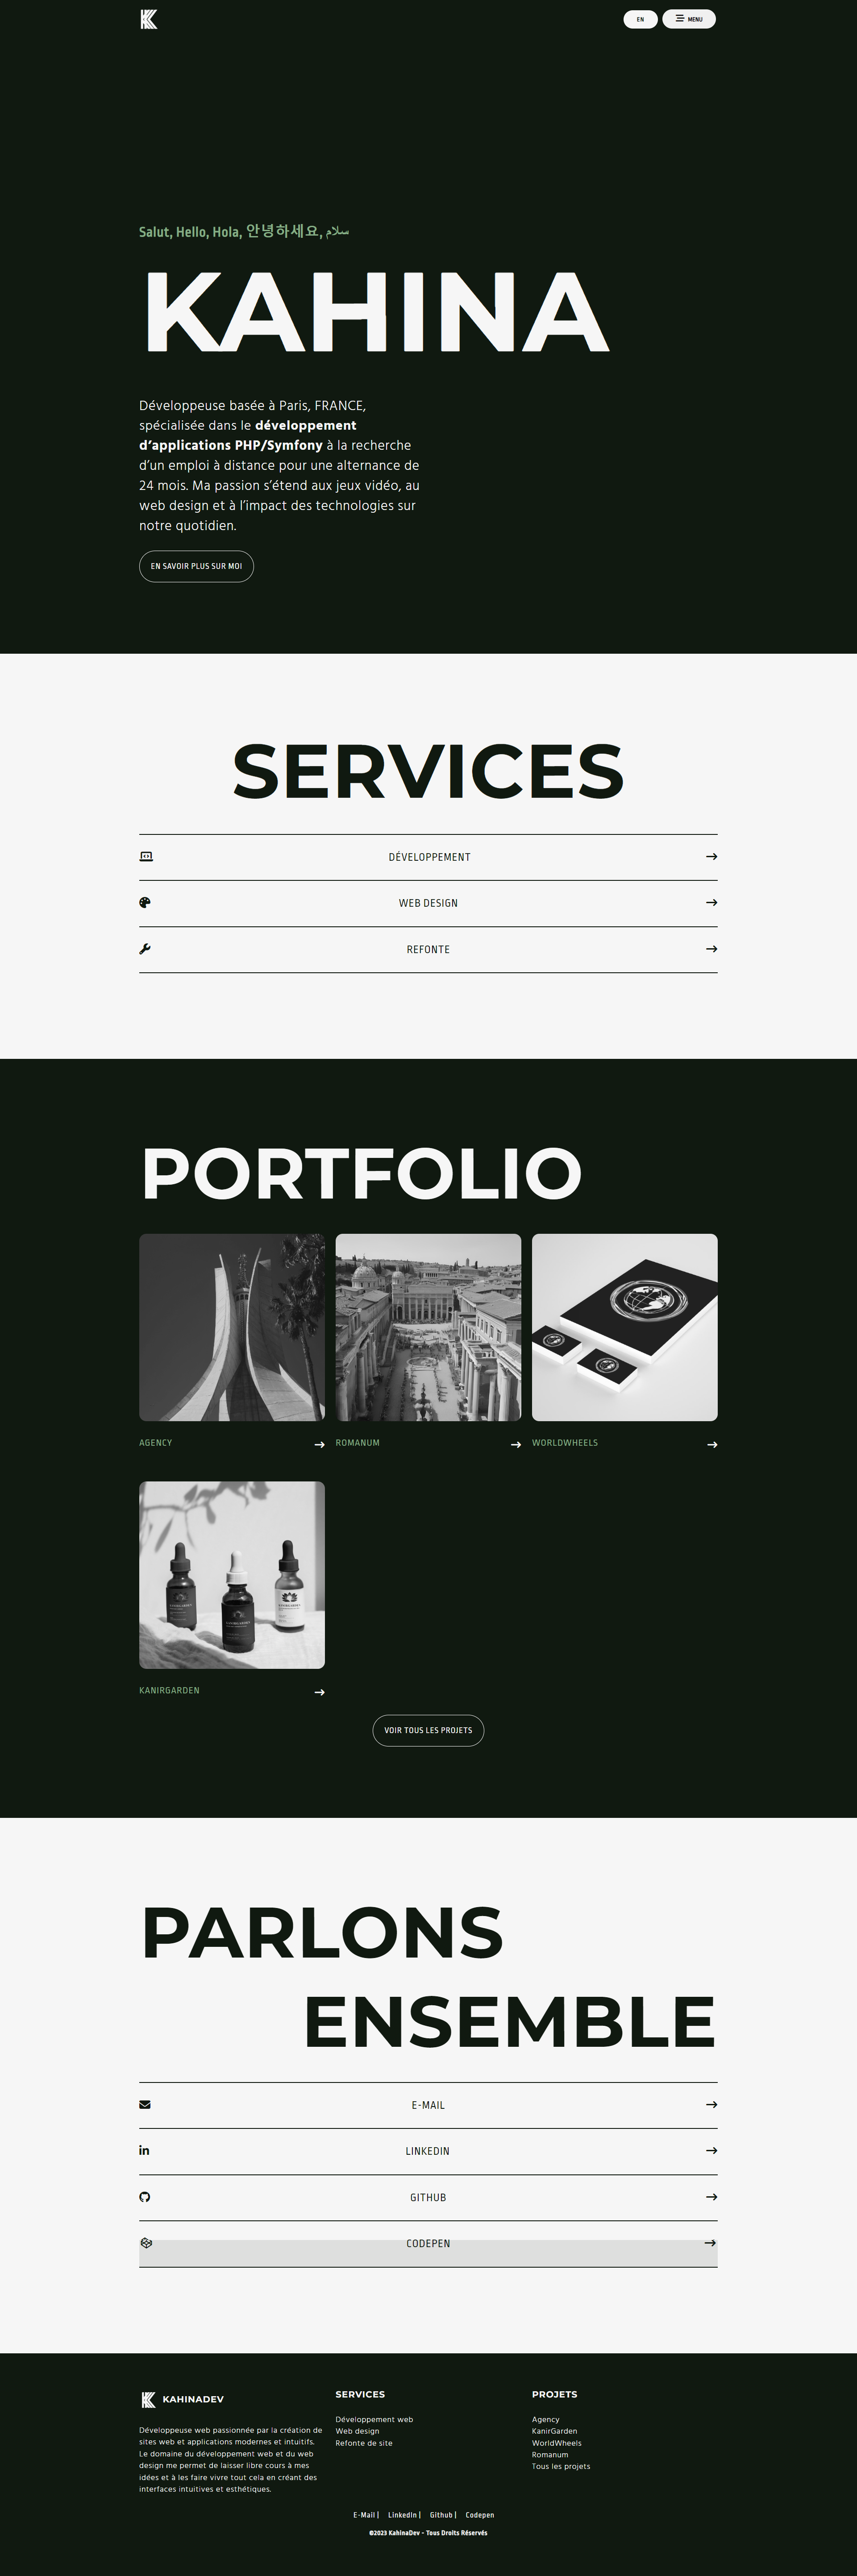 EN
MENU
Salut, Hello, Hola, 안녕하세요, سلام
KAHINA
Développeuse basée à Paris, FRANCE,
spécialisée dans le développement
d’applications PHP/Symfony à la recherche
d’un emploi à distance pour une alternance de
24 mois. Ma passion s’étend aux jeux vidéo, au
web design et à l’impact des technologies sur
notre quotidien.
EN SAVOIR PLUS SUR MOI
SERVICES
DÉVELOPPEMENT
WEB DESIGN
REFONTE
PORTFOLIO
AGENCY
ROMANUM
WORLDWHEELS
KANIRGARDEN
VOIR TOUS LES PROJETS
PARLONS
ENSEMBLE
E-MAIL
LINKEDIN
GITHUB
CODEPEN
KAHINADEV
Développeuse web passionnée par la création de
sites web et applications modernes et intuitifs.
Le domaine du développement web et du web
design me permet de laisser libre cours à mes
idées et à les faire vivre tout cela en créant des
interfaces intuitives et esthétiques.
SERVICES
Développement web
Web design
Refonte de site
PROJETS
Agency
KanirGarden
WorldWheels
Romanum
Tous les projets
E-Mail | LinkedIn | Github | Codepen
©2023 KahinaDev - Tous Droits Réservés